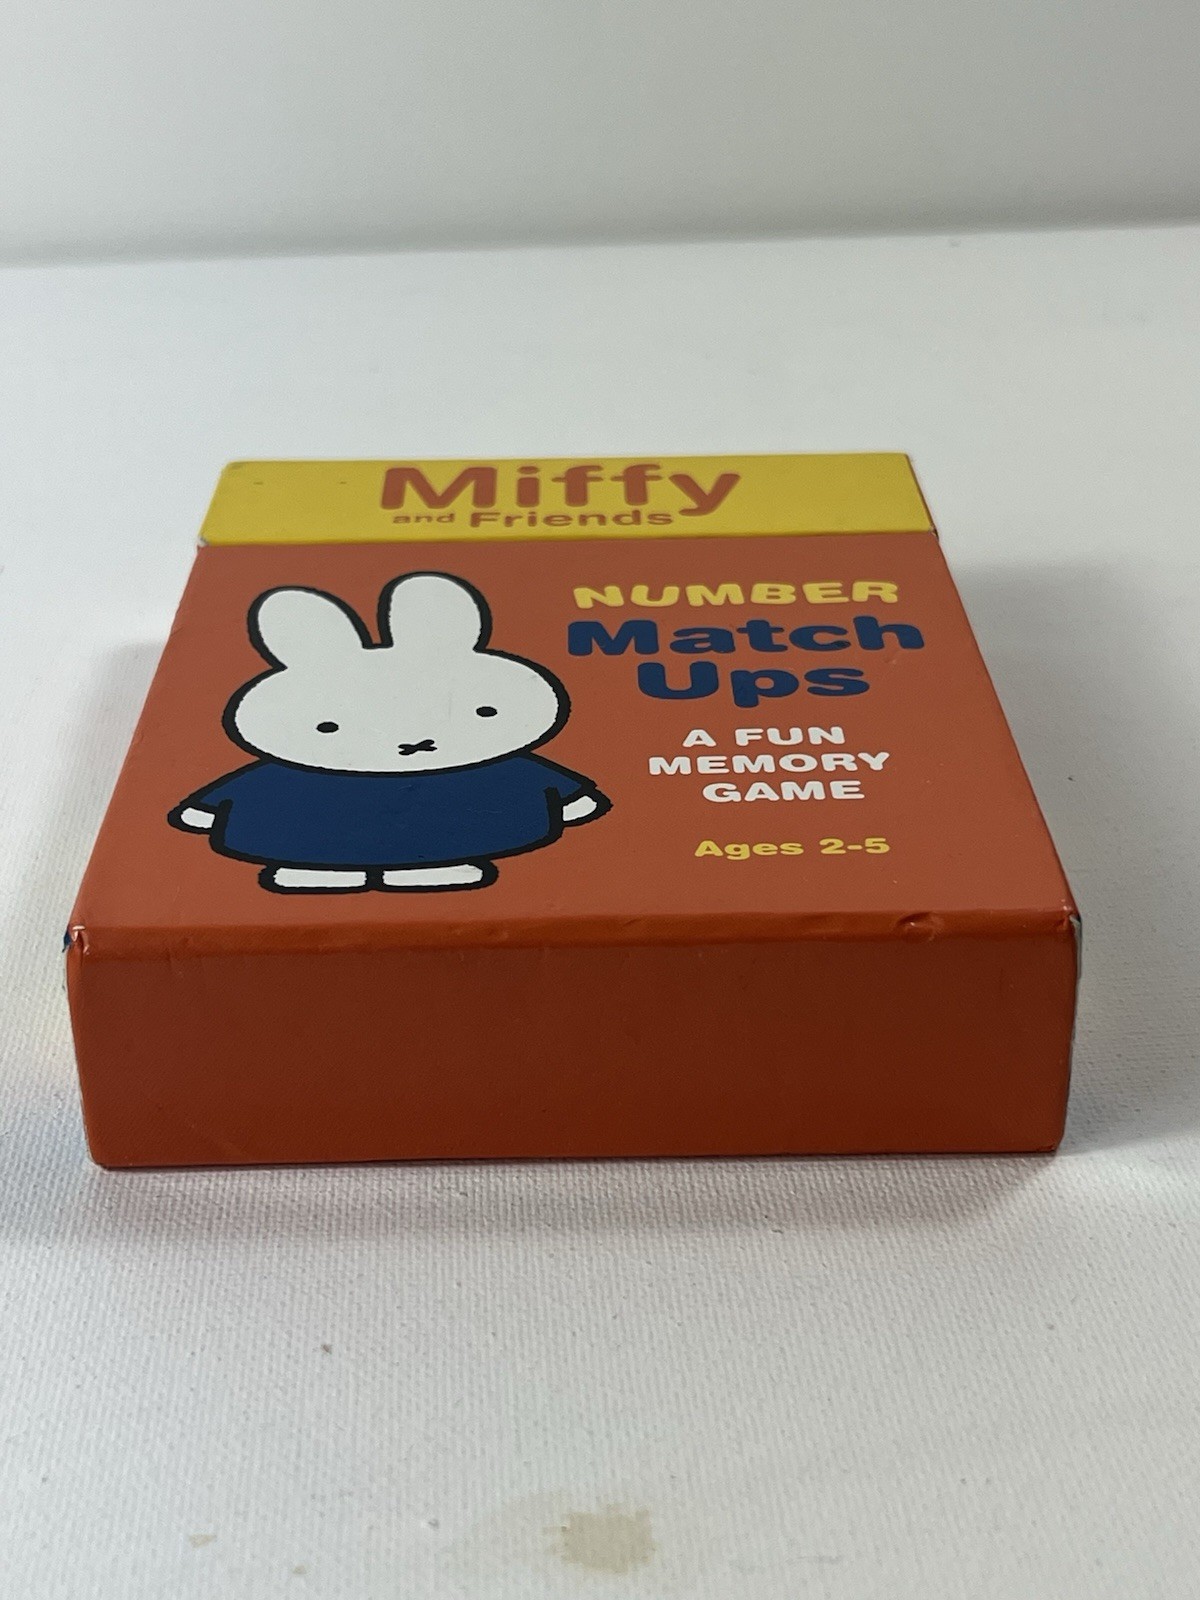 Miffy
and Friends
NUMBER
Match
Ups
A FUN
MEMORY
GAME
Ages 2-5